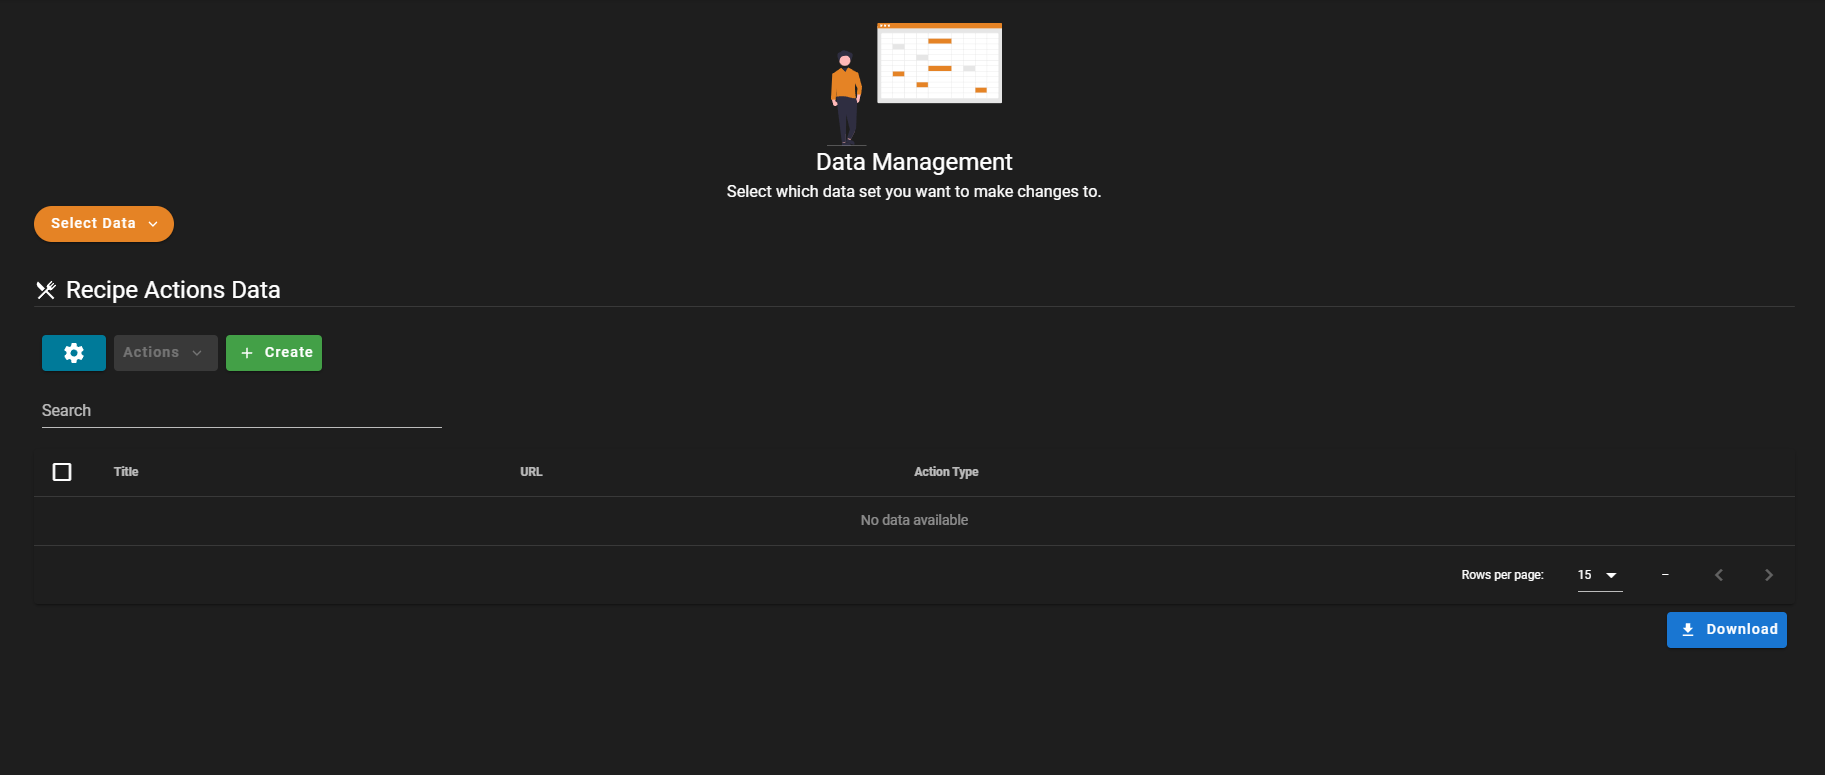 Data Management
Select which data set you want to make changes to.
Select Data
Recipe Actions Data
Actions
Create
Search
Title URL Action Type
No data available
Rows per page: 15 –
Download